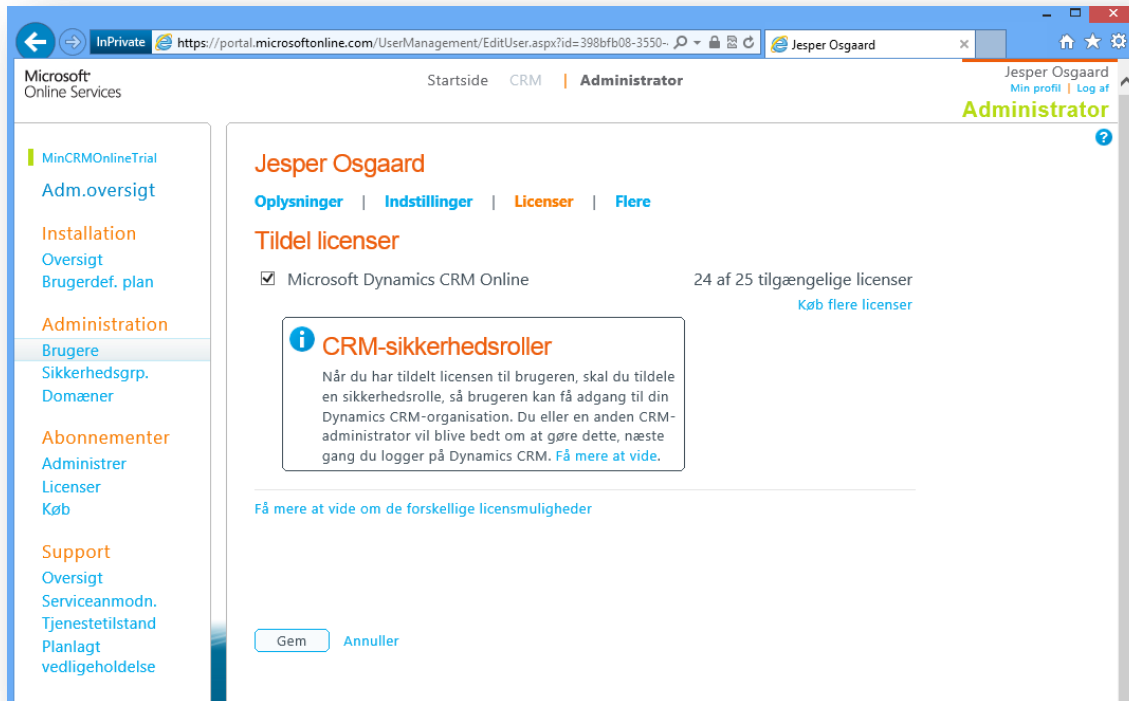 InPrivate
https://portal.microsoftonline.com/UserManagement/EditUser.aspx?id=398bfb08-3550-
Jesper Osgaard
Microsoft
Online Services
Startside CRM | Administrator
Jesper Osgaard
Min profil | Log af
Administrator
MinCRMOnlineTrial
Adm.oversigt
Installation
Oversigt
Brugerdef. plan
Administration
Brugere
Sikkerhedsgrp.
Domæner
Abonnementer
Administrer
Licenser
Køb
Support
Oversigt
Serviceanmodn.
Tjenestetilstand
Planlagt
vedligeholdelse
Jesper Osgaard
Oplysninger | Indstillinger | Licenser | Flere
Tildel licenser
Microsoft Dynamics CRM Online 24 af 25 tilgængelige licenser
Køb flere licenser
CRM-sikkerhedsroller
Når du har tildelt licensen til brugeren, skal du tildele
en sikkerhedsrolle, så brugeren kan få adgang til din
Dynamics CRM-organisation. Du eller en anden CRM-
administrator vil blive bedt om at gøre dette, næste
gang du logger på Dynamics CRM. Få mere at vide.
Få mere at vide om de forskellige licensmuligheder
Gem Annuller